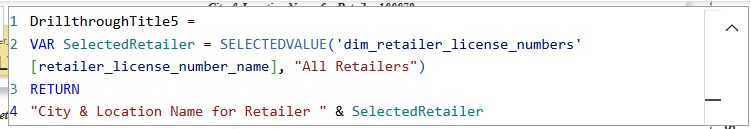 1 DrillthroughTitle5 =
2 VAR SelectedRetailer = SELECTEDVALUE('dim_retailer_license_numbers'
[retailer_license_number_name], "All Retailers")
3 RETURN
4 "City & Location Name for Retailer " & SelectedRetailer